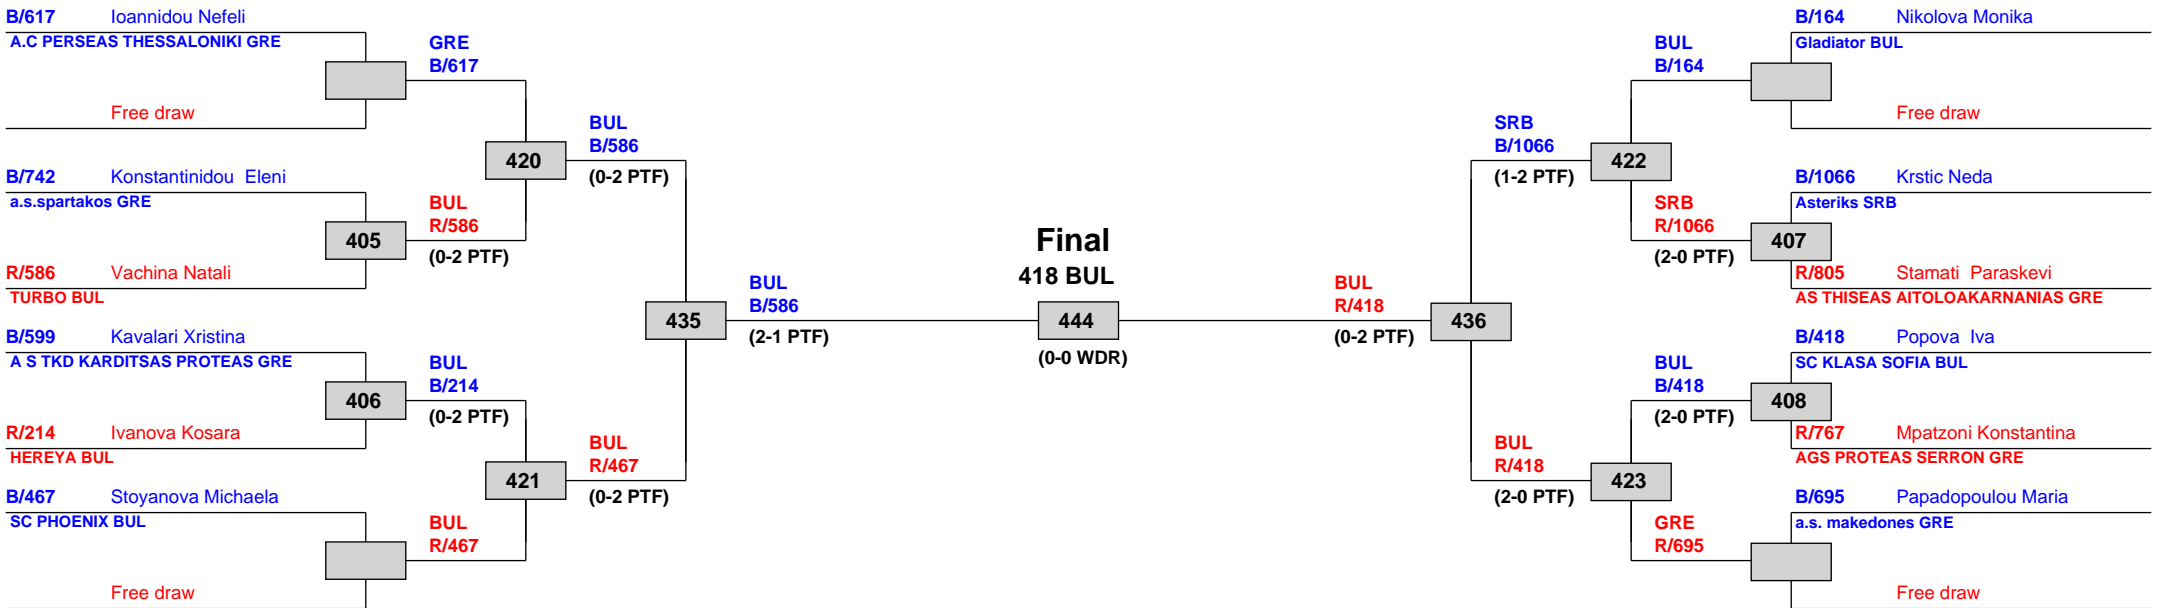 B/617 Ioannidou Nefeli
A.C PERSEAS THESSALONIKI GRE
Free draw
B/742 Konstantinidou Eleni
a.s.spartakos GRE
405
R/586 Vachina Natali
TURBO BUL
B/599 Kavalari Xristina
A S TKD KARDITSAS PROTEAS GRE
406
R/214 Ivanova Kosara
HEREYA BUL
B/467 Stoyanova Michaela
SC PHOENIX BUL
Free draw
GRE
B/617
420
BUL
R/586
(0-2 PTF)
BUL
B/214
(0-2 PTF)
421
BUL
R/467
BUL
B/586
(0-2 PTF)
435
BUL
R/467
(0-2 PTF)
BUL
B/586
(2-1 PTF)
Final
418 BUL
444
(0-0 WDR)
BUL
R/418
(0-2 PTF)
436
SRB
B/1066
(1-2 PTF)
BUL
R/418
(2-0 PTF)
422
423
BUL
B/164
SRB
R/1066
(2-0 PTF)
BUL
B/418
(2-0 PTF)
GRE
R/695
B/164 Nikolova Monika
Gladiator BUL
Free draw
B/1066 Krstic Neda
Asteriks SRB
407
R/805 Stamati Paraskevi
AS THISEAS AITOLOAKARNANIAS GRE
B/418 Popova Iva
SC KLASA SOFIA BUL
408
R/767 Mpatzoni Konstantina
AGS PROTEAS SERRON GRE
B/695 Papadopoulou Maria
a.s. makedones GRE
Free draw